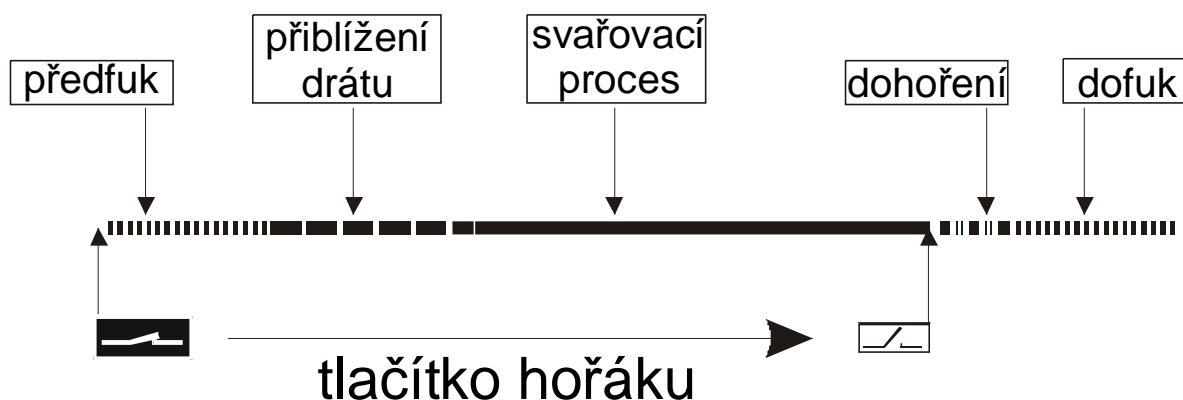 předfuk
přiblížení
drátu
svařovací
proces
dohoření
dofuk
tlačítko hořáku